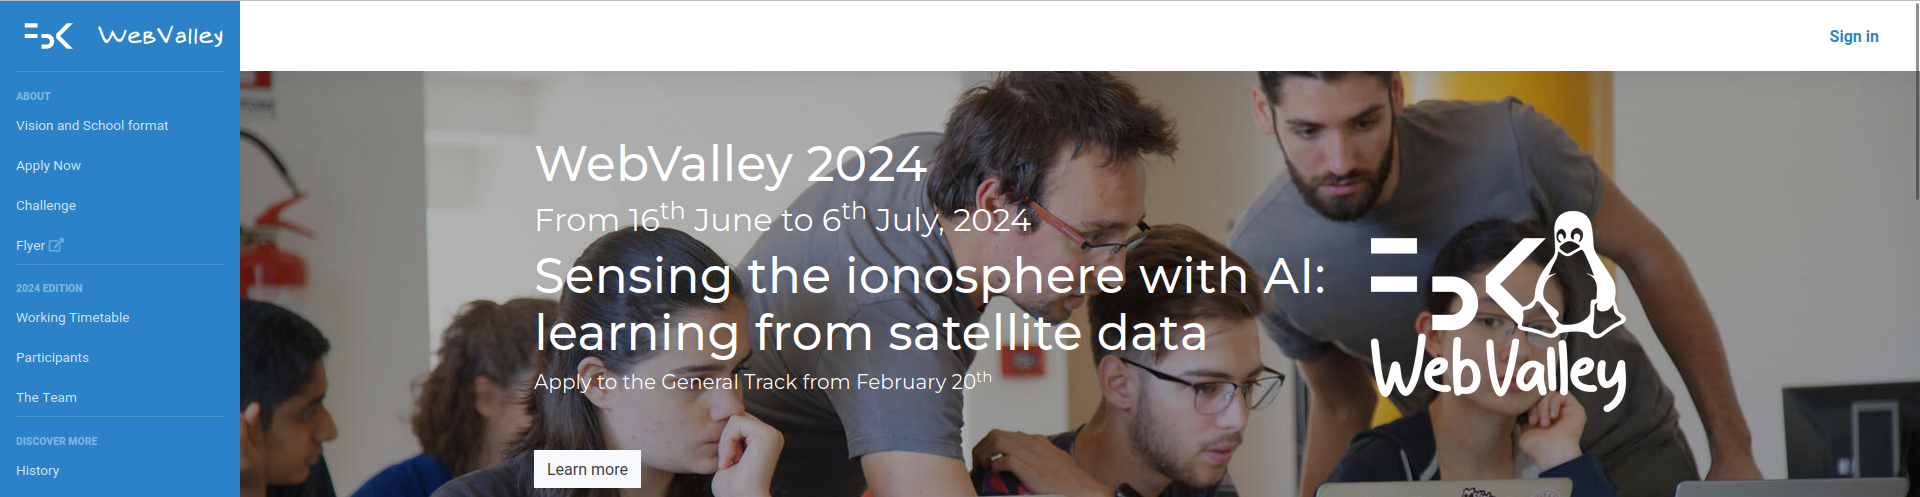 WebValley
Sign in
ABOUT
Vision and School format
Apply Now
Challenge
Flyer
2024 EDITION
Working Timetable
Participants
The Team
DISCOVER MORE
History
WebValley 2024
From 16th June to 6th July, 2024
Sensing the ionosphere with AI:
learning from satellite data
Apply to the General Track from February 20th
Learn more
FBK
WebValley